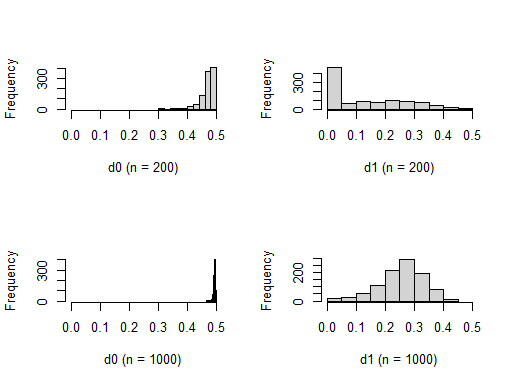 Frequency
0 300
0.0 0.1 0.2 0.3 0.4 0.5
d0 (n = 200)
Frequency
0 300
0.0 0.1 0.2 0.3 0.4 0.5
d1 (n = 200)
Frequency
0 300
0.0 0.1 0.2 0.3 0.4 0.5
d0 (n = 1000)
Frequency
0 200
0.0 0.1 0.2 0.3 0.4 0.5
d1 (n = 1000)